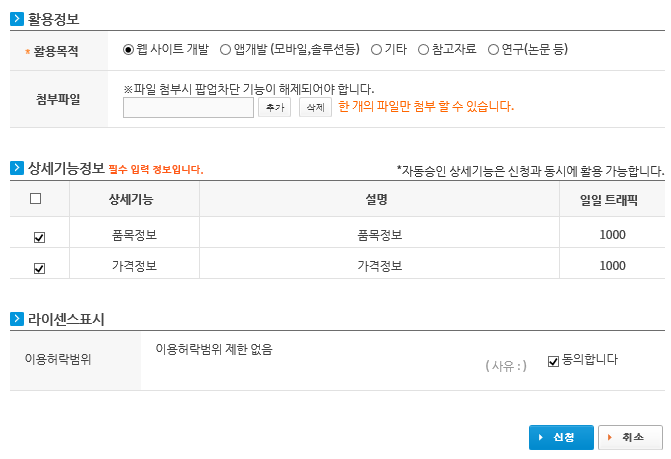 활용정보
* 활용목적 웹 사이트 개발 앱개발 (모바일,솔루션등) 기타 참고자료 연구(논문 등)
첨부파일 ※파일 첨부시 팝업차단 기능이 해제되어야 합니다.
추가 삭제 한 개의 파일만 첨부 할 수 있습니다.
상세기능정보 필수 입력 정보입니다. *자동승인 상세기능은 신청과 동시에 활용 가능합니다.
상세기능 설명 일일 트래픽
품목정보 품목정보 1000
가격정보 가격정보 1000
라이센스표시
이용허락범위 이용허락범위 제한 없음 ( 사유 : ) 동의합니다
신청 취소